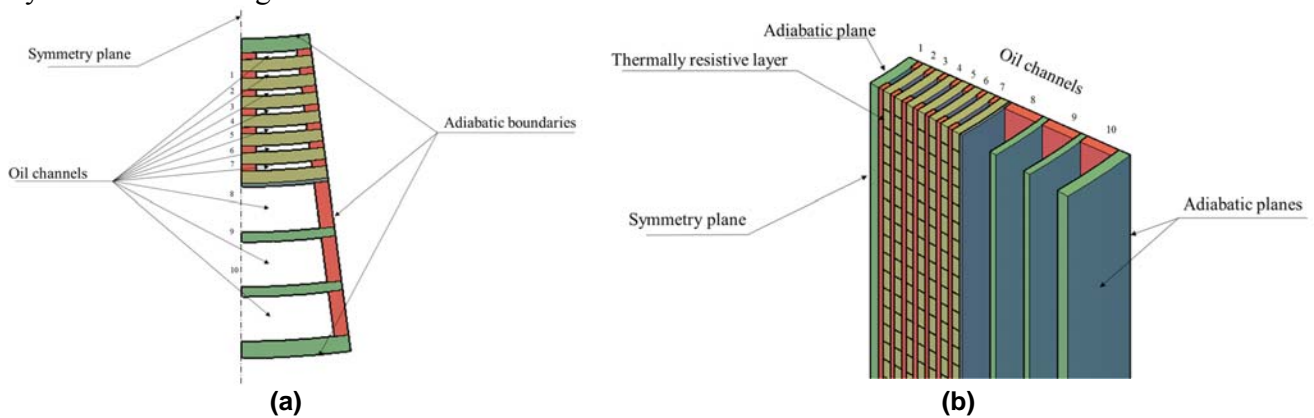 Symmetry plane
1
2
3
4
5
6
7
8
9
10
Oil channels
Adiabatic boundaries
(a)
Adiabatic plane
Thermally resistive layer
Oil channels
1
2
3
4
5
6
7
8
9
10
Symmetry plane
Adiabatic planes
(b)